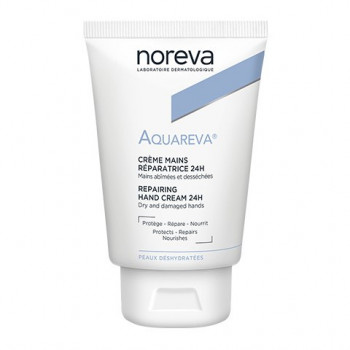 noreva
LABORATOIRE DERMATOLOGIQUE
AQUAREVA®
CRÈME MAINS
RÉPARATRICE 24H
Mains abîmées et desséchées
REPAIRING
HAND CREAM 24H
Dry and damaged hands
Protège - Répare - Nourrit
Protects - Repairs
Nourishes
PEAUX DÉSHYDRATÉES